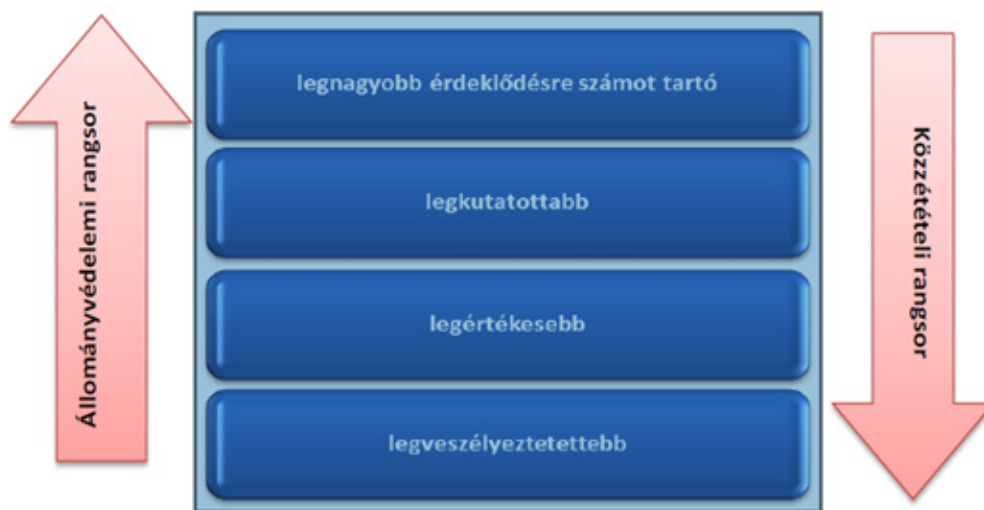 Állományvédelemi rangsor
legnagyobb érdeklődésre számot tartó
legkutatottabb
legértékesebb
legveszélyeztetettebb
Közzétételi rangsor